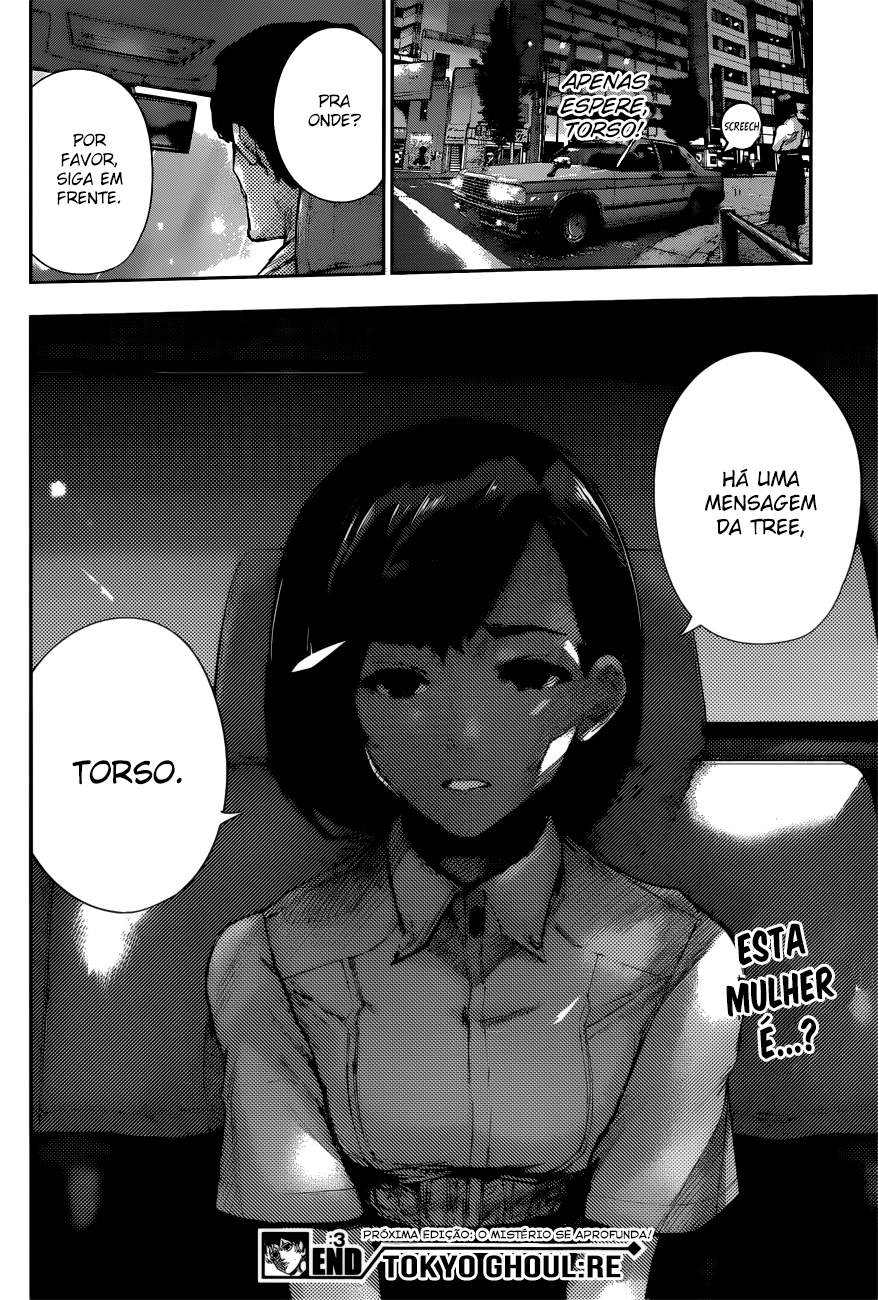 APENAS
ESPERE,
TORSO!
SCREECH
PRA
ONDE?
POR
FAVOR,
SIGA EM
FRENTE.
HÁ UMA
MENSAGEM
DA TREE,
TORSO.
ESTA
MULHER
É...?
:3
END
PRÓXIMA EDIÇÃO: O MISTÉRIO SE APROFUNDA!
TOKYO GHOUL:RE